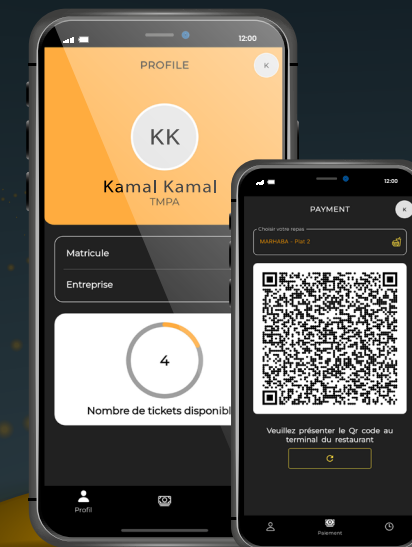 12:00
PROFILE
K
KK
Kamal Kamal
TMPA
Matricule
Entreprise
4
Nombre de tickets disponibl
Profil
12:00
PAYMENT
K
Choisir votre repas
MARHABA - Plat 2
Veuillez présenter le Qr code au
terminal du restaurant
Paiement